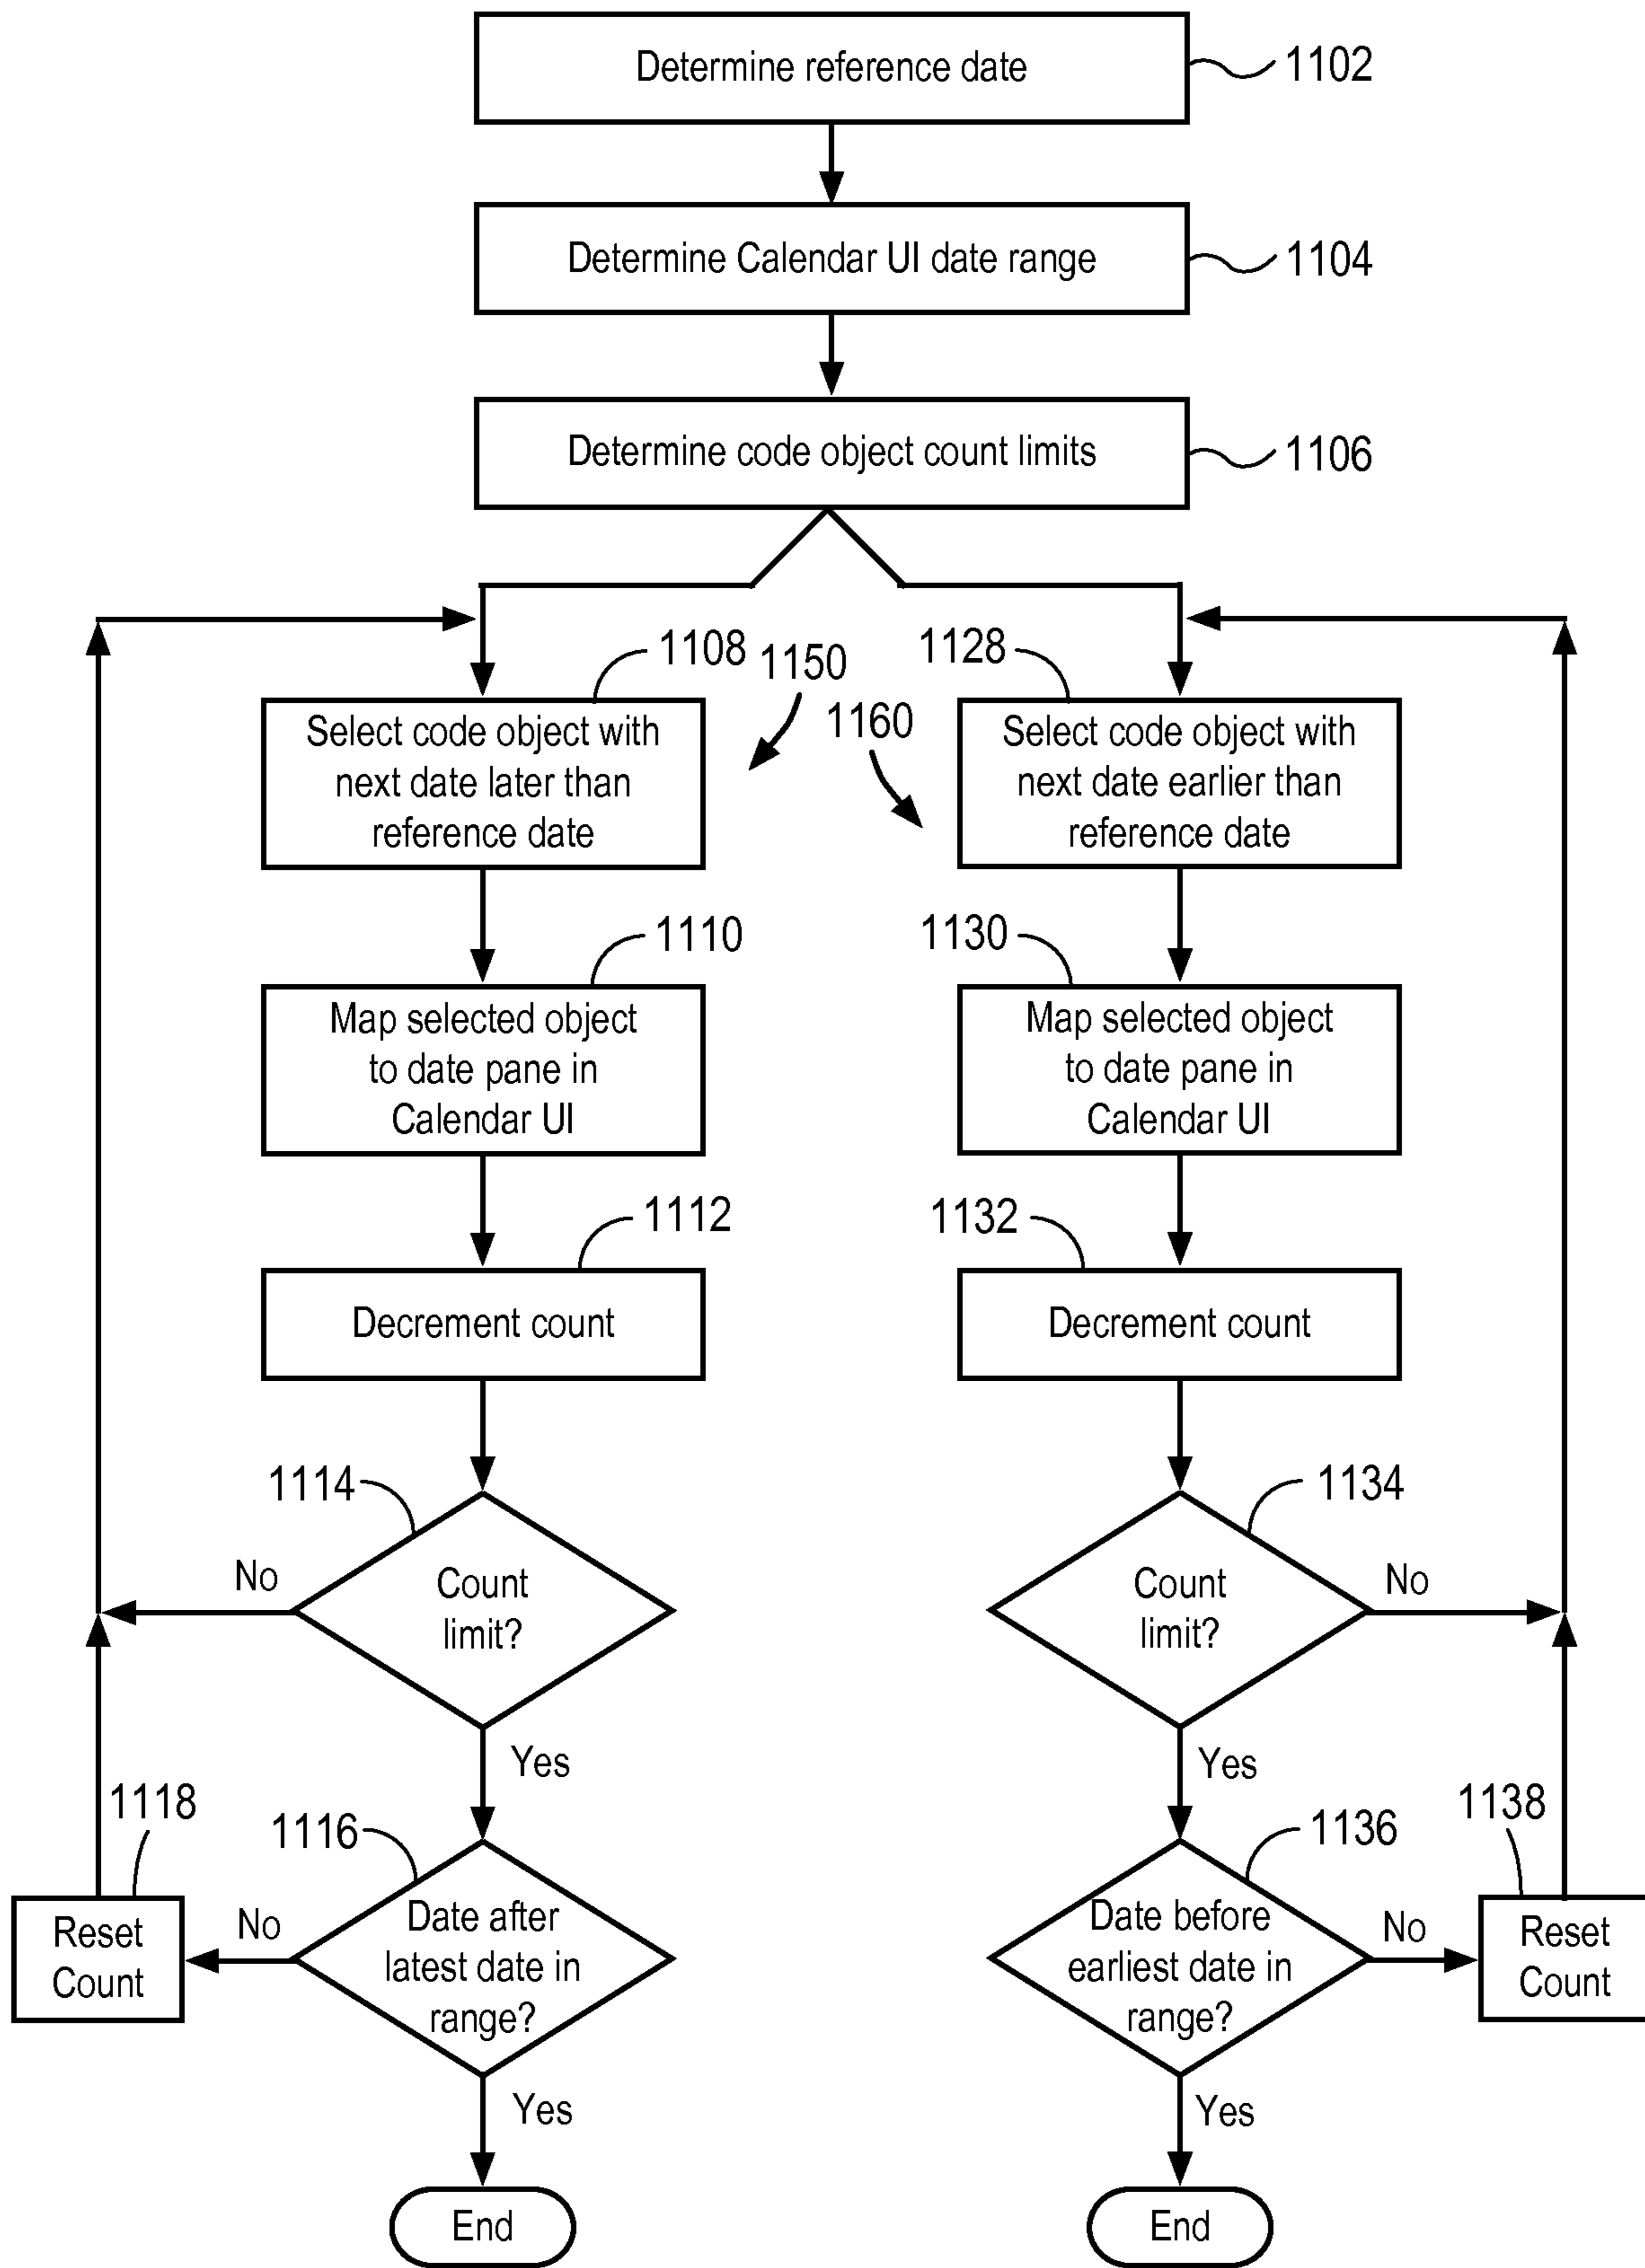 Determine reference date
1102
Determine Calendar UI date range
1104
Determine code object count limits
1106
1108
1150
1128
1160
Select code object with
next date later than
reference date
Select code object with
next date earlier than
reference date
1110
1130
Map selected object
to date pane in
Calendar UI
Map selected object
to date pane in
Calendar UI
1112
1132
Decrement count
Decrement count
1114
1134
No
Count
limit?
Count
limit?
No
Yes
Yes
1118
1116
1136
1138
Reset
Count
No
Date after
latest date in
range?
Date before
earliest date in
range?
No
Reset
Count
Yes
Yes
End
End